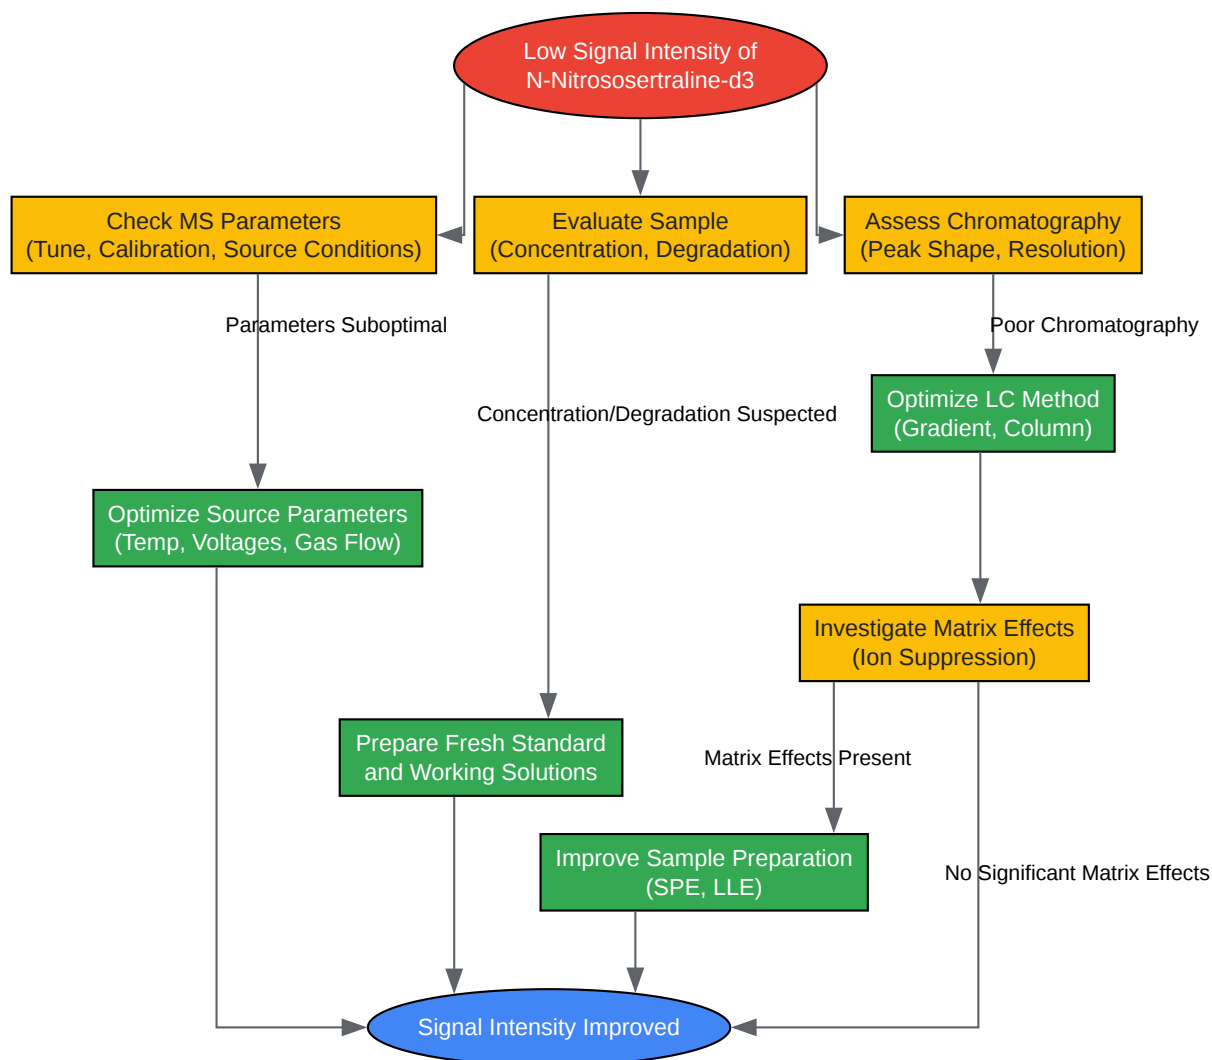 Low Signal Intensity of
N-Nitrososertraline-d3
Check MS Parameters
(Tune, Calibration, Source Conditions)
Evaluate Sample
(Concentration, Degradation)
Assess Chromatography
(Peak Shape, Resolution)
Parameters Suboptimal
Poor Chromatography
Optimize LC Method
(Gradient, Column)
Concentration/Degradation Suspected
Optimize Source Parameters
(Temp, Voltages, Gas Flow)
Investigate Matrix Effects
(Ion Suppression)
Prepare Fresh Standard
and Working Solutions
Matrix Effects Present
Improve Sample Preparation
(SPE, LLE)
No Significant Matrix Effects
Signal Intensity Improved